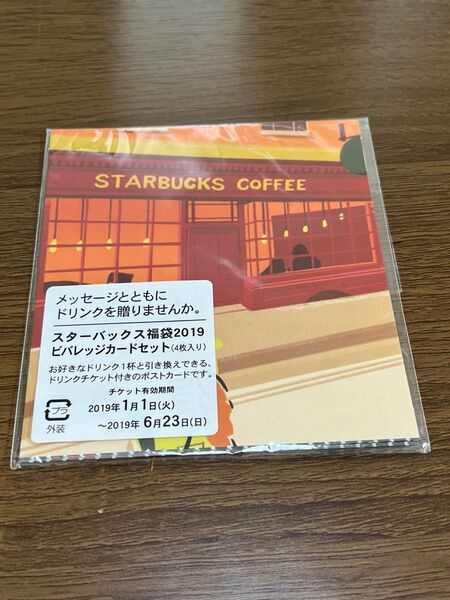 STARBUCKS COFFEE
メッセージとともに
ドリンクを贈りませんか。
スターバックス福袋2019
ビバレッジカードセット(4枚入り)
お好きなドリンク1杯と引き換えできる、
ドリンクチケット付きのポストカードです。
チケット有効期間
2019年 1月1日(火)
～2019年 6月23日(日)
プラ
外装